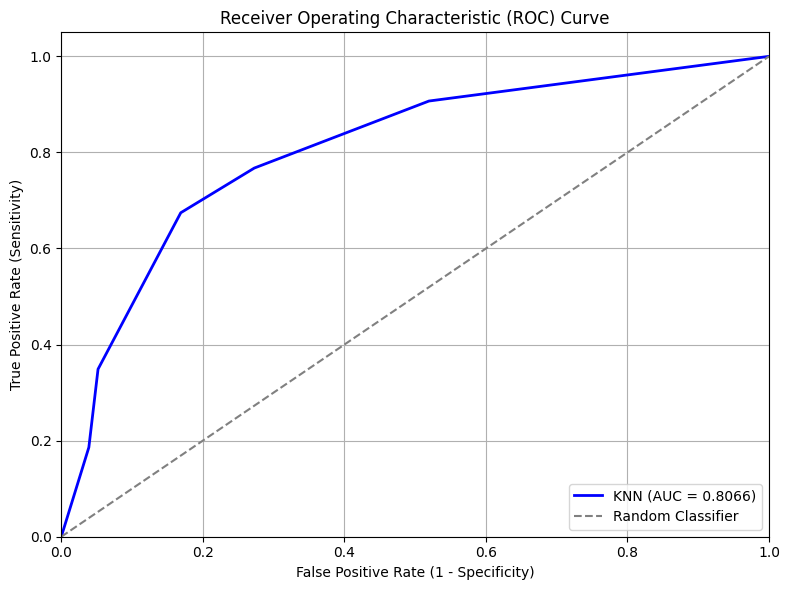 Receiver Operating Characteristic (ROC) Curve
True Positive Rate (Sensitivity)
1.0
0.8
0.6
0.4
0.2
0.0
0.0 0.2 0.4 0.6 0.8 1.0
False Positive Rate (1 - Specificity)
KNN (AUC = 0.8066)
Random Classifier